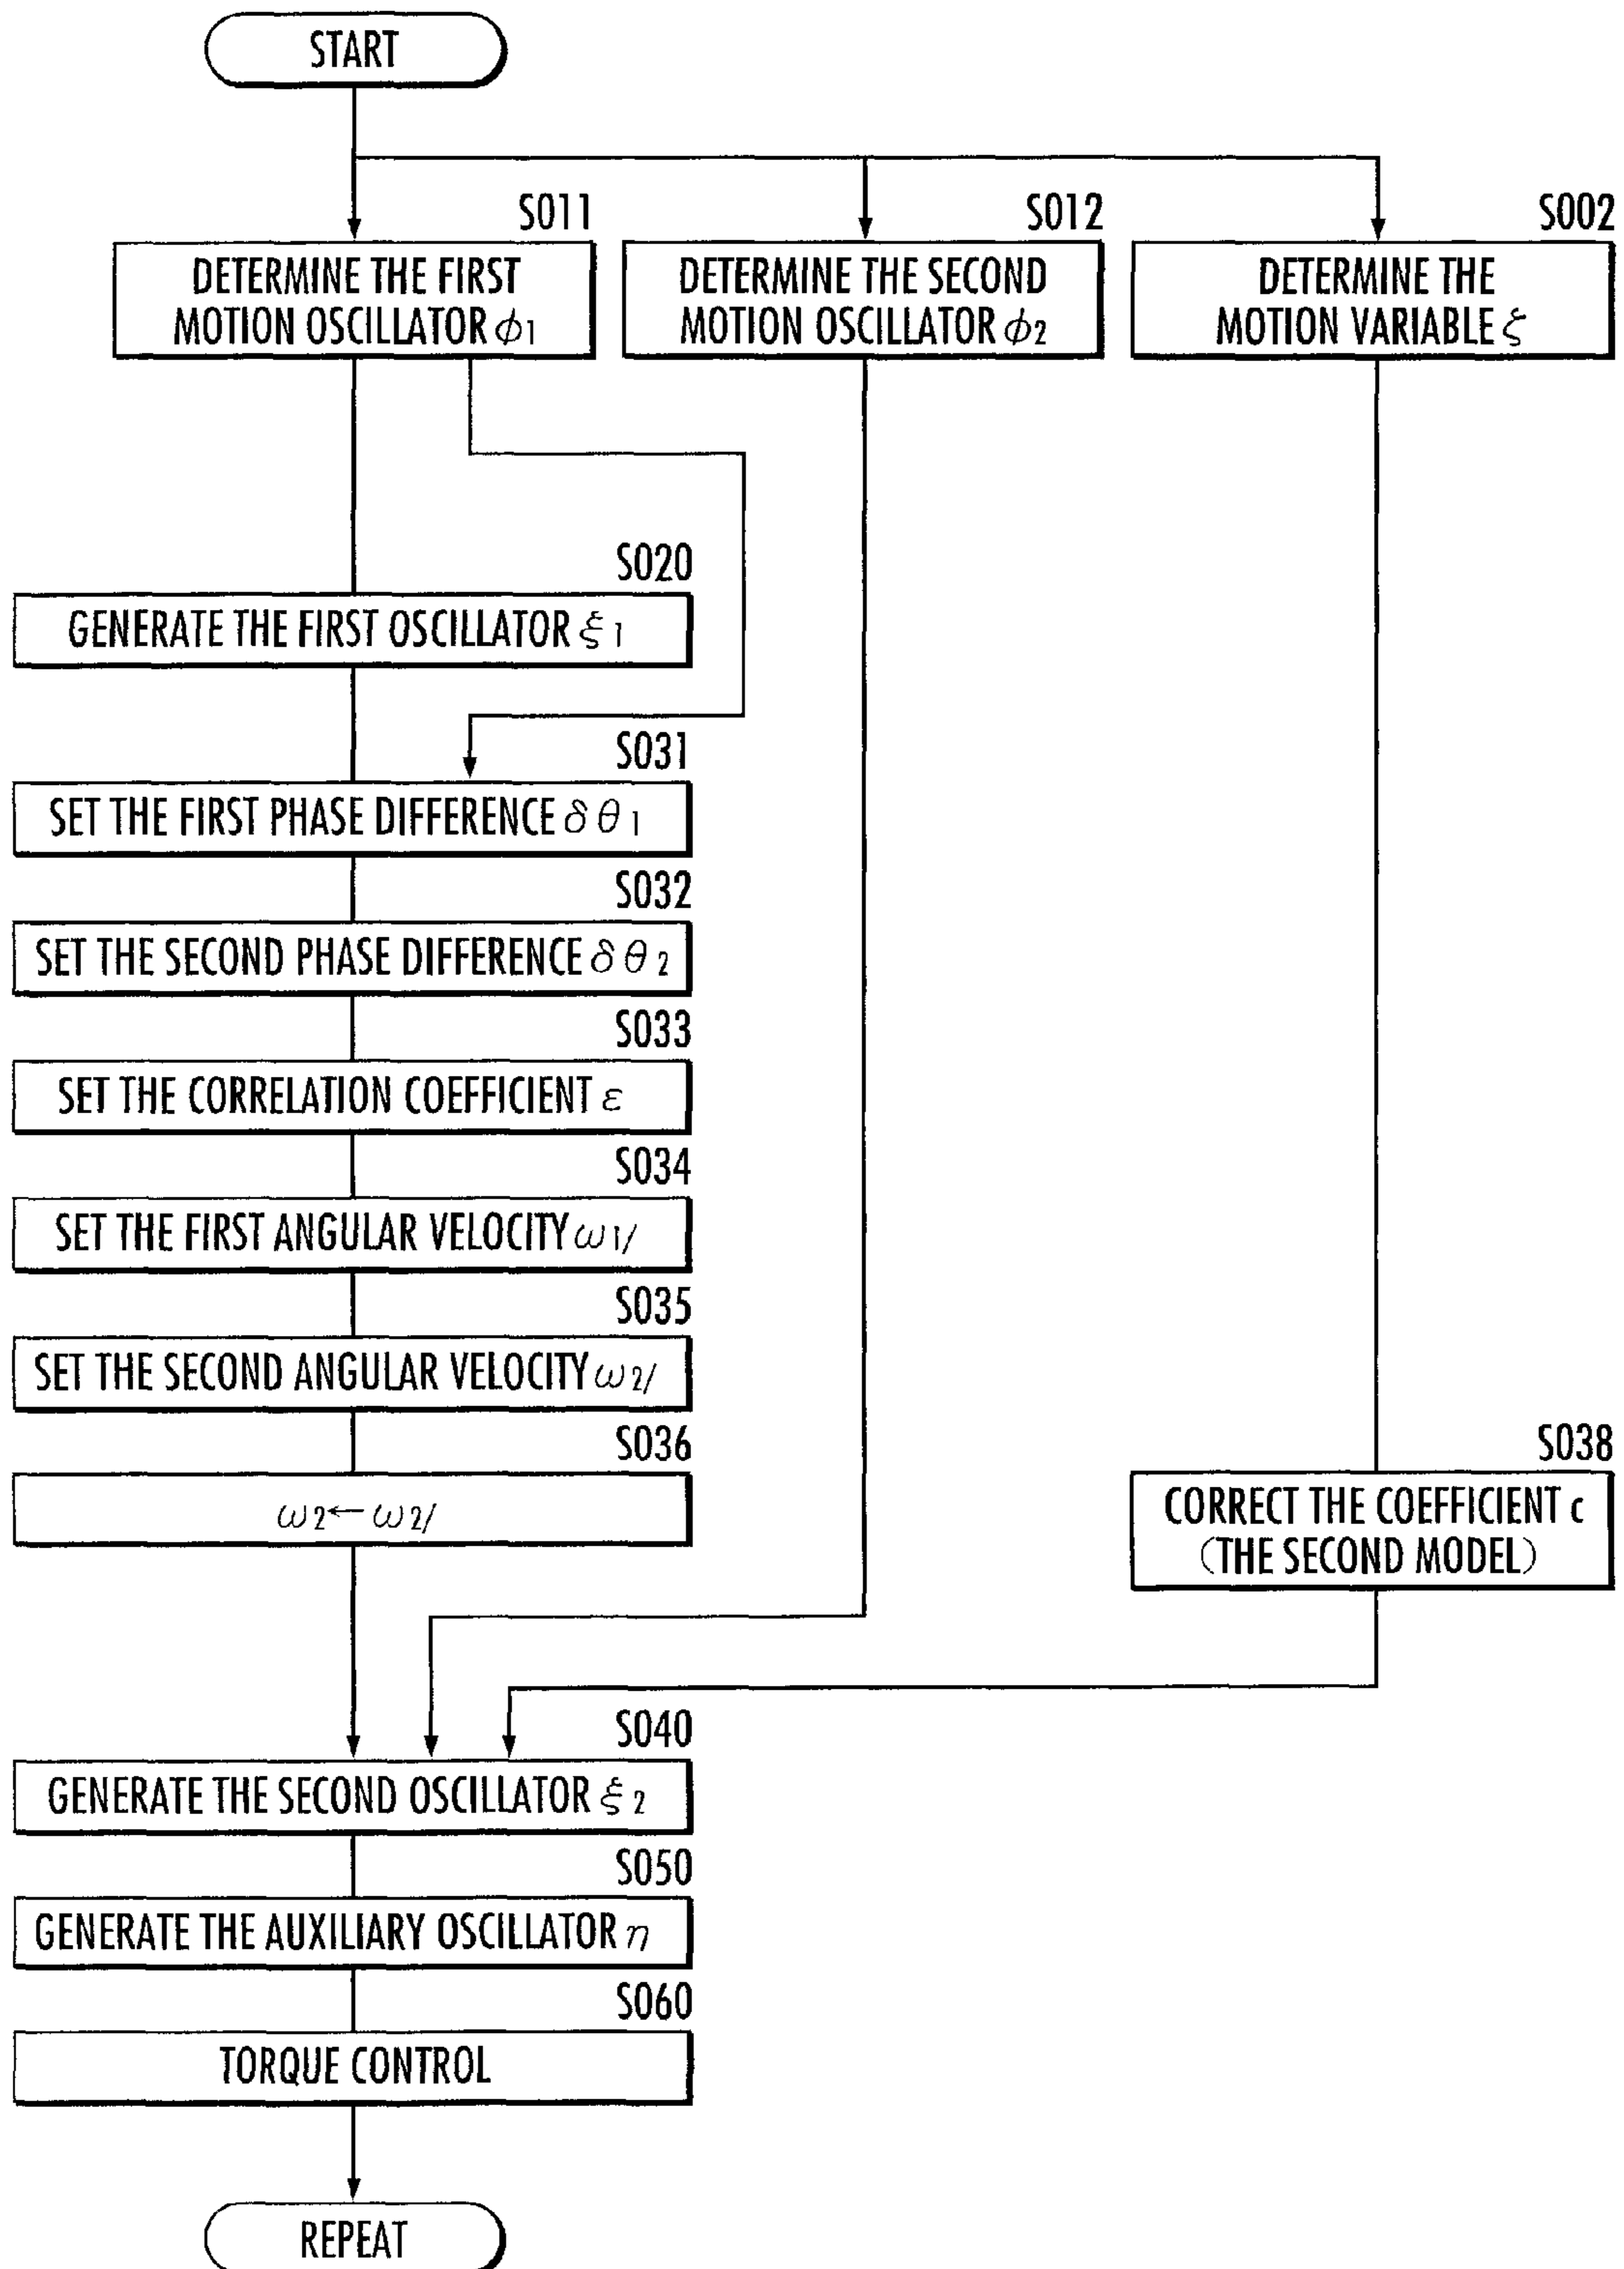 START
S011
DETERMINE THE FIRST
MOTION OSCILLATOR ϕ1
S012
DETERMINE THE SECOND
MOTION OSCILLATOR ϕ2
S002
DETERMINE THE
MOTION VARIABLE ζ
S020
GENERATE THE FIRST OSCILLATOR ξ1
S031
SET THE FIRST PHASE DIFFERENCE δθ1
S032
SET THE SECOND PHASE DIFFERENCE δθ2
S033
SET THE CORRELATION COEFFICIENT ε
S034
SET THE FIRST ANGULAR VELOCITY ω1/
S035
SET THE SECOND ANGULAR VELOCITY ω2/
S036
ω2←ω2/
S038
CORRECT THE COEFFICIENT c
(THE SECOND MODEL)
S040
GENERATE THE SECOND OSCILLATOR ξ2
S050
GENERATE THE AUXILIARY OSCILLATOR η
S060
TORQUE CONTROL
REPEAT